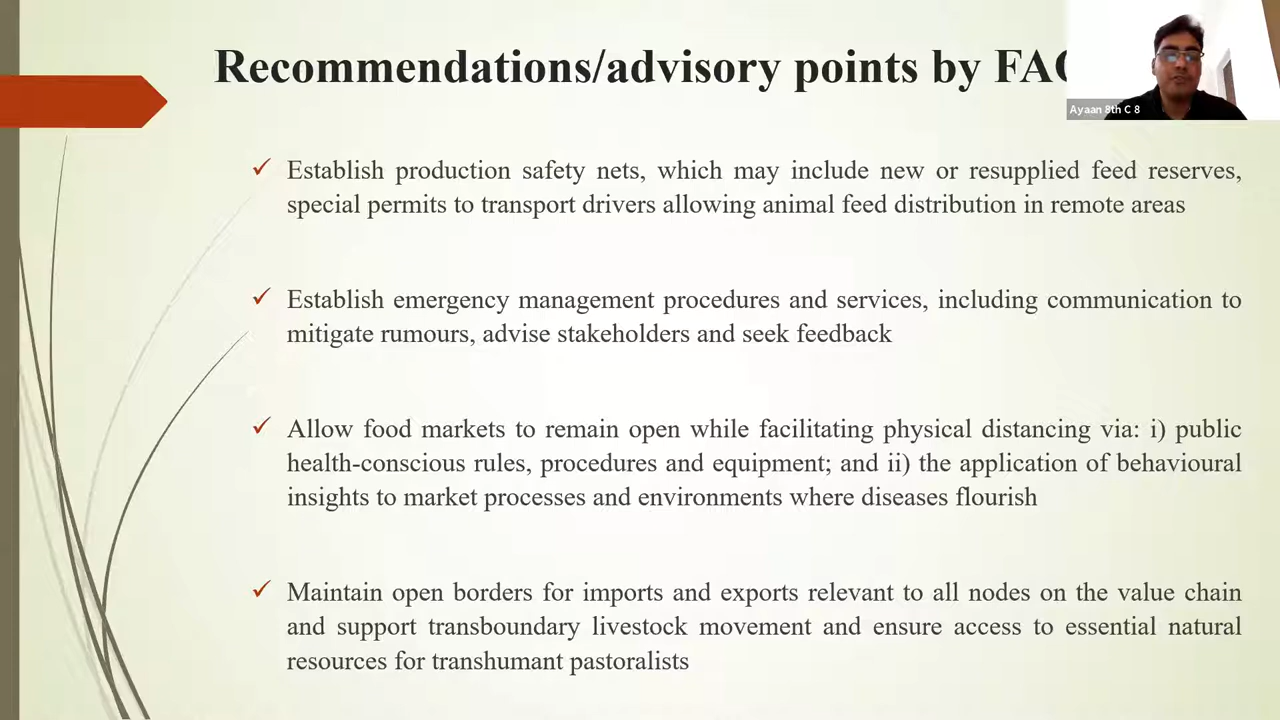 Recommendations/advisory points by FAO
Ayaan 8th C 8
✓ Establish production safety nets, which may include new or resupplied feed reserves,
special permits to transport drivers allowing animal feed distribution in remote areas
✓ Establish emergency management procedures and services, including communication to
mitigate rumours, advise stakeholders and seek feedback
✓ Allow food markets to remain open while facilitating physical distancing via: i) public
health-conscious rules, procedures and equipment; and ii) the application of behavioural
insights to market processes and environments where diseases flourish
✓ Maintain open borders for imports and exports relevant to all nodes on the value chain
and support transboundary livestock movement and ensure access to essential natural
resources for transhumant pastoralists